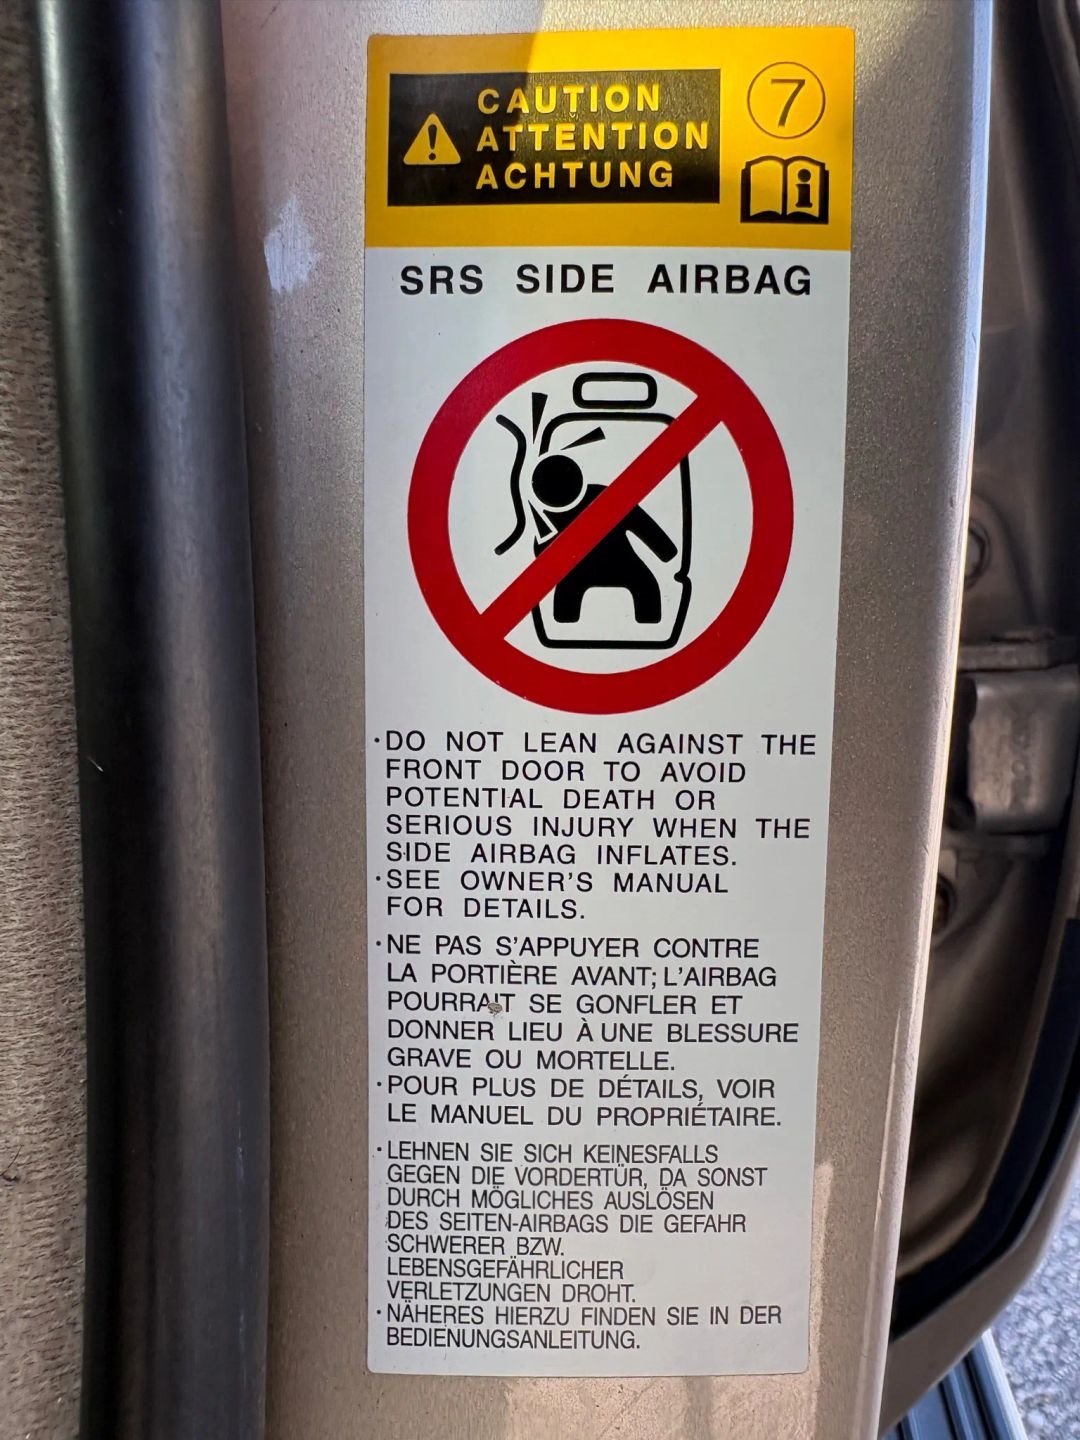 CAUTION
ATTENTION
ACHTUNG
7
SRS SIDE AIRBAG
·DO NOT LEAN AGAINST THE
FRONT DOOR TO AVOID
POTENTIAL DEATH OR
SERIOUS INJURY WHEN THE
SIDE AIRBAG INFLATES.
·SEE OWNER'S MANUAL
FOR DETAILS.
·NE PAS S'APPUYER CONTRE
LA PORTIÈRE AVANT; L'AIRBAG
POURRAIT SE GONFLER ET
DONNER LIEU À UNE BLESSURE
GRAVE OU MORTELLE.
·POUR PLUS DE DÉTAILS, VOIR
LE MANUEL DU PROPRIÉTAIRE.
·LEHNEN SIE SICH KEINESFALLS
GEGEN DIE VORDERTÜR, DA SONST
DURCH MÖGLICHES AUSLÖSEN
DES SEITEN-AIRBAGS DIE GEFAHR
SCHWERER BZW.
LEBENSGEFÄHRLICHER
VERLETZUNGEN DROHT.
·NÄHERES HIERZU FINDEN SIE IN DER
BEDIENUNGSANLEITUNG.